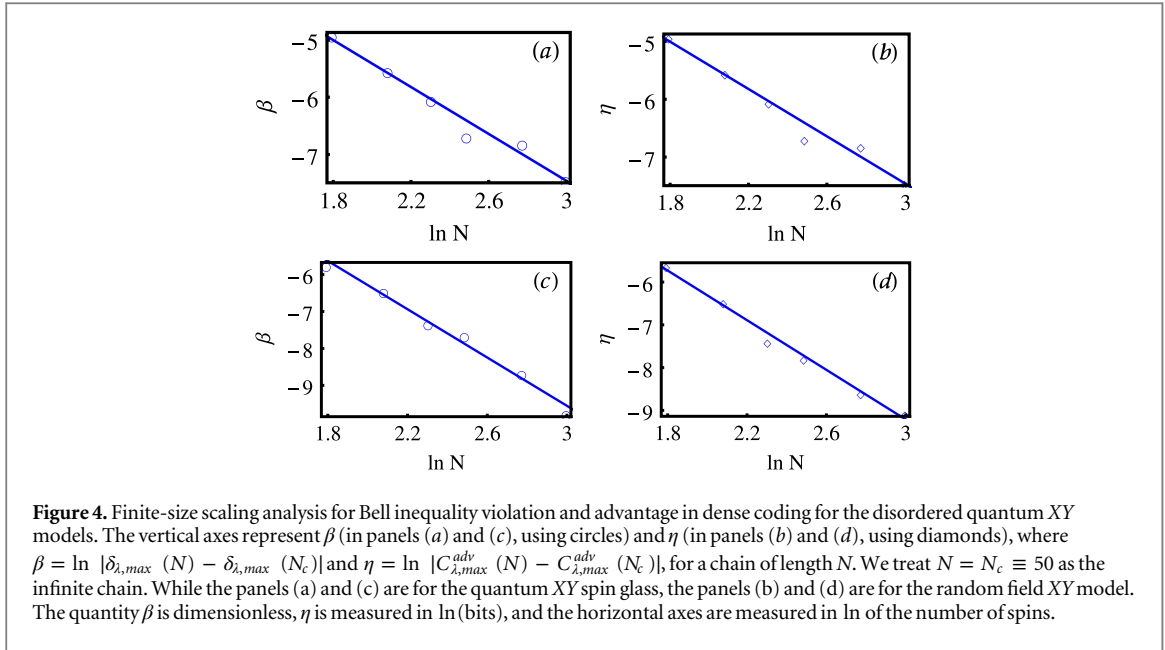 (a)
−5
−6
−7
β
1.8 2.2 2.6 3
ln N
(b)
−5
−6
−7
η
1.8 2.2 2.6 3
ln N
(c)
−6
−7
−8
−9
β
1.8 2.2 2.6 3
ln N
(d)
−6
−7
−8
−9
η
1.8 2.2 2.6 3
ln N
Figure 4. Finite-size scaling analysis for Bell inequality violation and advantage in dense coding for the disordered quantum XY
models. The vertical axes represent β (in panels (a) and (c), using circles) and η (in panels (b) and (d), using diamonds), where
β = ln |δ_{λ,max} (N) − δ_{λ,max} (N_c)| and η = ln |C^{adv}_{λ,max} (N) − C^{adv}_{λ,max} (N_c)|, for a chain of length N. We treat N = N_c ≡ 50 as the
infinite chain. While the panels (a) and (c) are for the quantum XY spin glass, the panels (b) and (d) are for the random field XY model.
The quantity β is dimensionless, η is measured in ln(bits), and the horizontal axes are measured in ln of the number of spins.